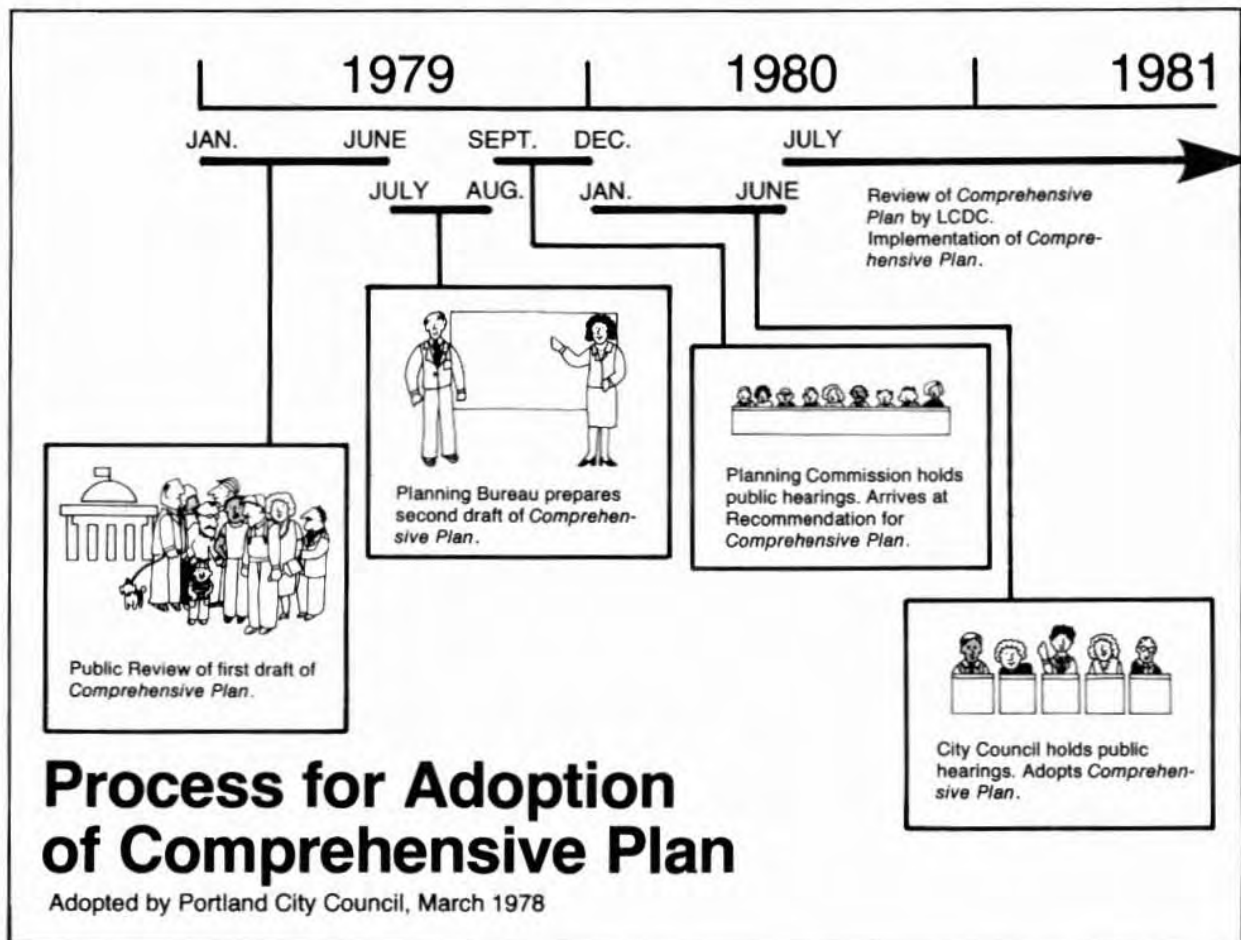 1979 1980 1981
JAN. JUNE SEPT. DEC. JULY
JULY AUG. JAN. JUNE
Review of Comprehensive
Plan by LCDC.
Implementation of Compre-
hensive Plan.
Public Review of first draft of
Comprehensive Plan.
Planning Bureau prepares
second draft of Comprehen-
sive Plan.
Planning Commission holds
public hearings. Arrives at
Recommendation for
Comprehensive Plan.
City Council holds public
hearings. Adopts Comprehen-
sive Plan.
Process for Adoption
of Comprehensive Plan
Adopted by Portland City Council, March 1978